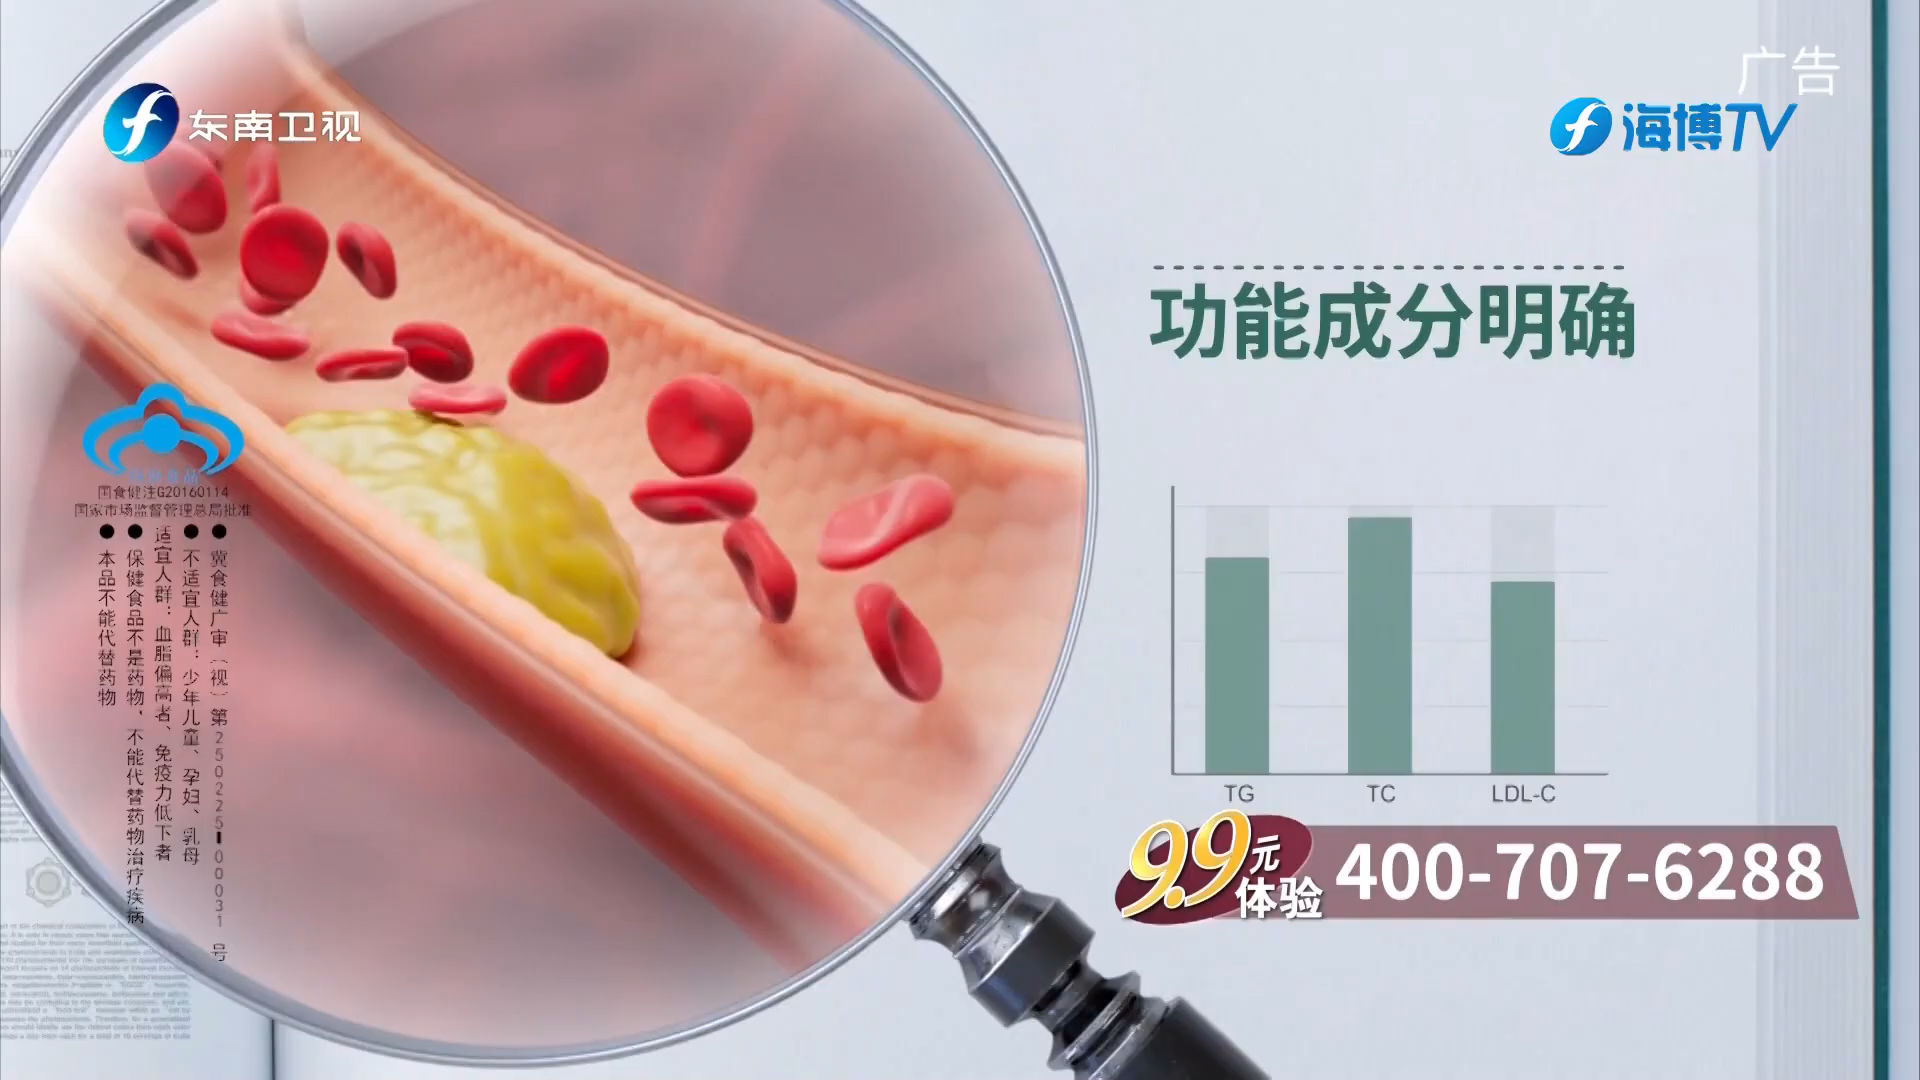 广告
东南卫视
海博TV
功能成分明确
TG
TC
LDL-C
9.9元
体验
400-707-6288
国食健注G20160114
国家市场监督管理总局批准
●冀食健广审（视）第250225-00031号
●不适宜人群：少年儿童、孕妇、乳母
适宜人群：血脂偏高者、免疫力低下者
●保健食品不是药物，不能代替药物治疗疾病
●本品不能代替药物